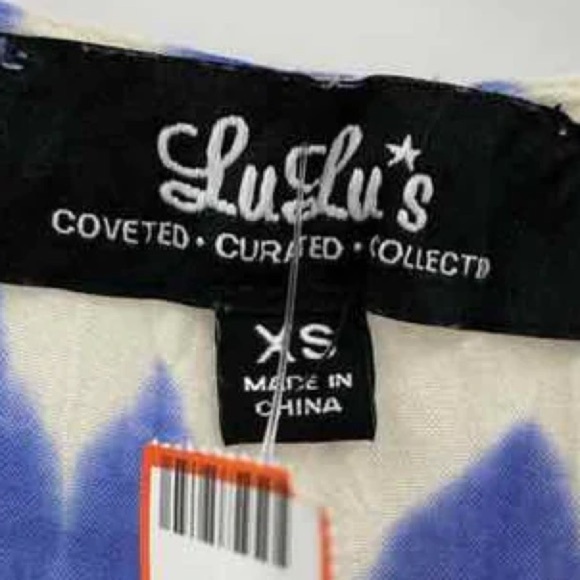 LuLu*s
COVETED • CURATED • COLLECTD
XS
MADE IN
CHINA